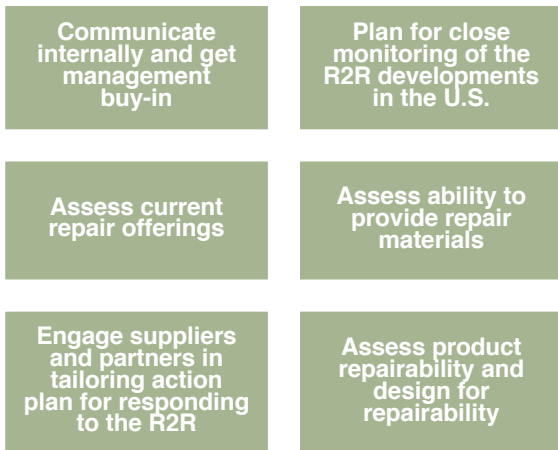 Communicate
internally and get
management
buy-in
Plan for close
monitoring of the
R2R developments
in the U.S.
Assess current
repair offerings
Assess ability to
provide repair
materials
Engage suppliers
and partners in
tailoring action
plan for responding
to the R2R
Assess product
repairability and
design for
repairability